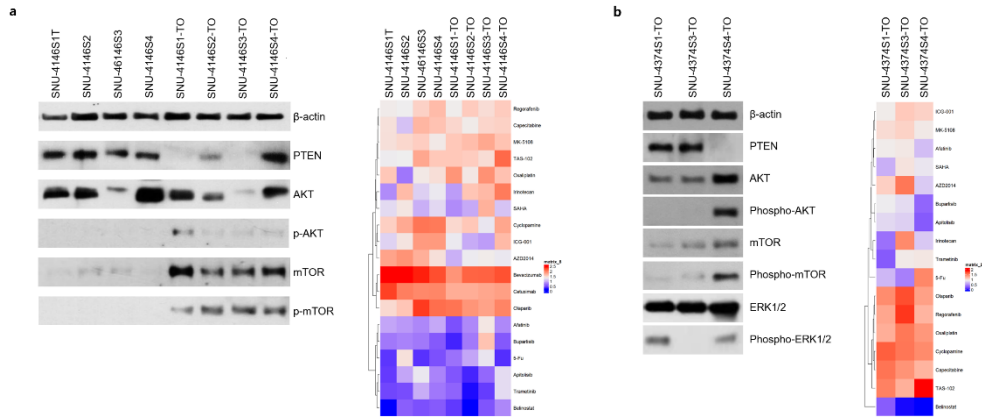 a
SNU-4146S1T
SNU-4146S2
SNU-46146S3
SNU-4146S4
SNU-4146S1-TO
SNU-4146S2-TO
SNU-4146S3-TO
SNU-4146S4-TO
β-actin
PTEN
AKT
p-AKT
mTOR
p-mTOR
SNU-4146S1T
SNU-4146S2
SNU-46146S3
SNU-4146S4
SNU-4146S1-TO
SNU-4146S2-TO
SNU-4146S3-TO
SNU-4146S4-TO
Regorafinib
Capecitabine
MK-5108
TAS-102
Oxaliplatin
Irinotecan
SAHA
Cyclopamine
ICG-001
AZD2014
Bevacizumab
Cetuximab
Olaparib
Afatinib
Buparlisib
5-Fu
Apitolisib
Trametinib
Belinostat
b
SNU-4374S1-TO
SNU-4374S3-TO
SNU-4374S4-TO
β-actin
PTEN
AKT
Phospho-AKT
mTOR
Phospho-mTOR
ERK1/2
Phospho-ERK1/2
SNU-4374S1-TO
SNU-4374S3-TO
SNU-4374S4-TO
ICG-001
MK-5108
Afatinib
SAHA
AZD2014
Buparlisib
Apitolisib
Irinotecan
Trametinib
5-Fu
Olaparib
Regorafinib
Oxaliplatin
Cyclopamine
Capecitabine
TAS-102
Belinostat